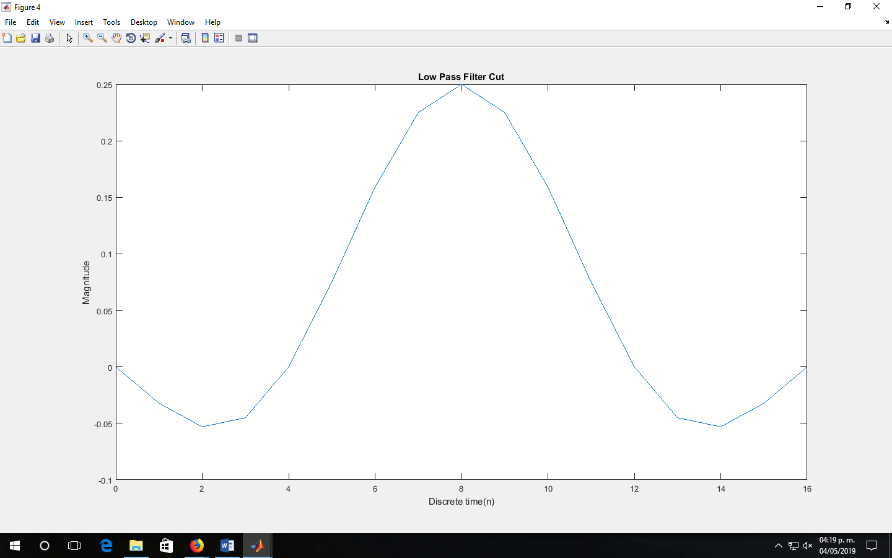 Figure 4
File Edit View Insert Tools Desktop Window Help
Low Pass Filter Cut
0.25
0.2
0.15
0.1
0.05
0
-0.05
-0.1
Magnitude
0 2 4 6 8 10 12 14 16
Discrete time(n)
04:19 p. m.
04/05/2019